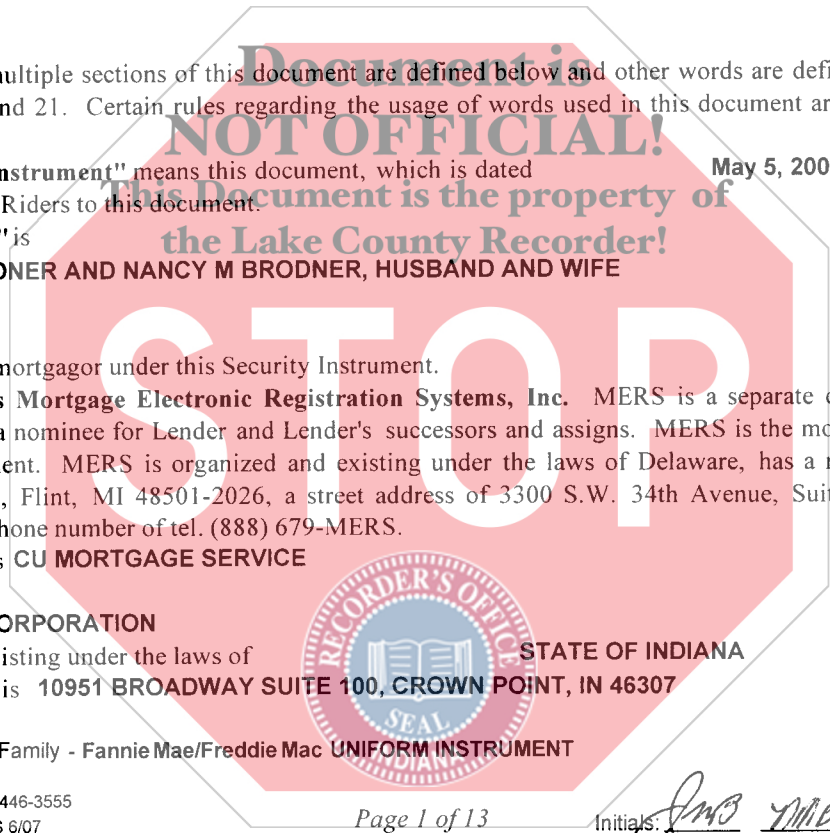 Document is
ultiple sections of this document are defined below and other words are defi
nd 21. Certain rules regarding the usage of words used in this document ar
NOT OFFICIAL!
nstrument" means this document, which is dated May 5, 200
This Document is the property of
Riders to this document.
" is
the Lake County Recorder!
NER AND NANCY M BRODNER, HUSBAND AND WIFE
STOP
mortgagor under this Security Instrument.
s Mortgage Electronic Registration Systems, Inc. MERS is a separate
a nominee for Lender and Lender's successors and assigns. MERS is the mo
ent. MERS is organized and existing under the laws of Delaware, has a
, Flint, MI 48501-2026, a street address of 3300 S.W. 34th Avenue, Suit
hone number of tel. (888) 679-MERS.
s CU MORTGAGE SERVICE
ORPORATION
isting under the laws of STATE OF INDIANA
is 10951 BROADWAY SUITE 100, CROWN POINT, IN 46307
RECORDER'S OFFICE
SEAL
INDIANA
Family - Fannie Mae/Freddie Mac UNIFORM INSTRUMENT
446-3555
6/07
Page 1 of 13
Initials: JMB NMB